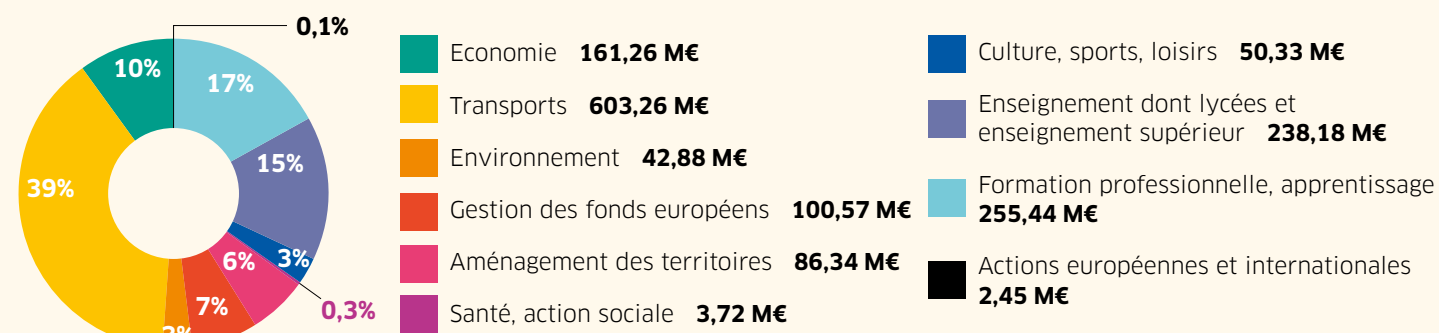 0,1%
10%
17%
15%
39%
3%
6%
7%
0,3%
Economie 161,26 M€
Transports 603,26 M€
Environnement 42,88 M€
Gestion des fonds européens 100,57 M€
Aménagement des territoires 86,34 M€
Santé, action sociale 3,72 M€
Culture, sports, loisirs 50,33 M€
Enseignement dont lycées et
enseignement supérieur 238,18 M€
Formation professionnelle, apprentissage
255,44 M€
Actions européennes et internationales
2,45 M€